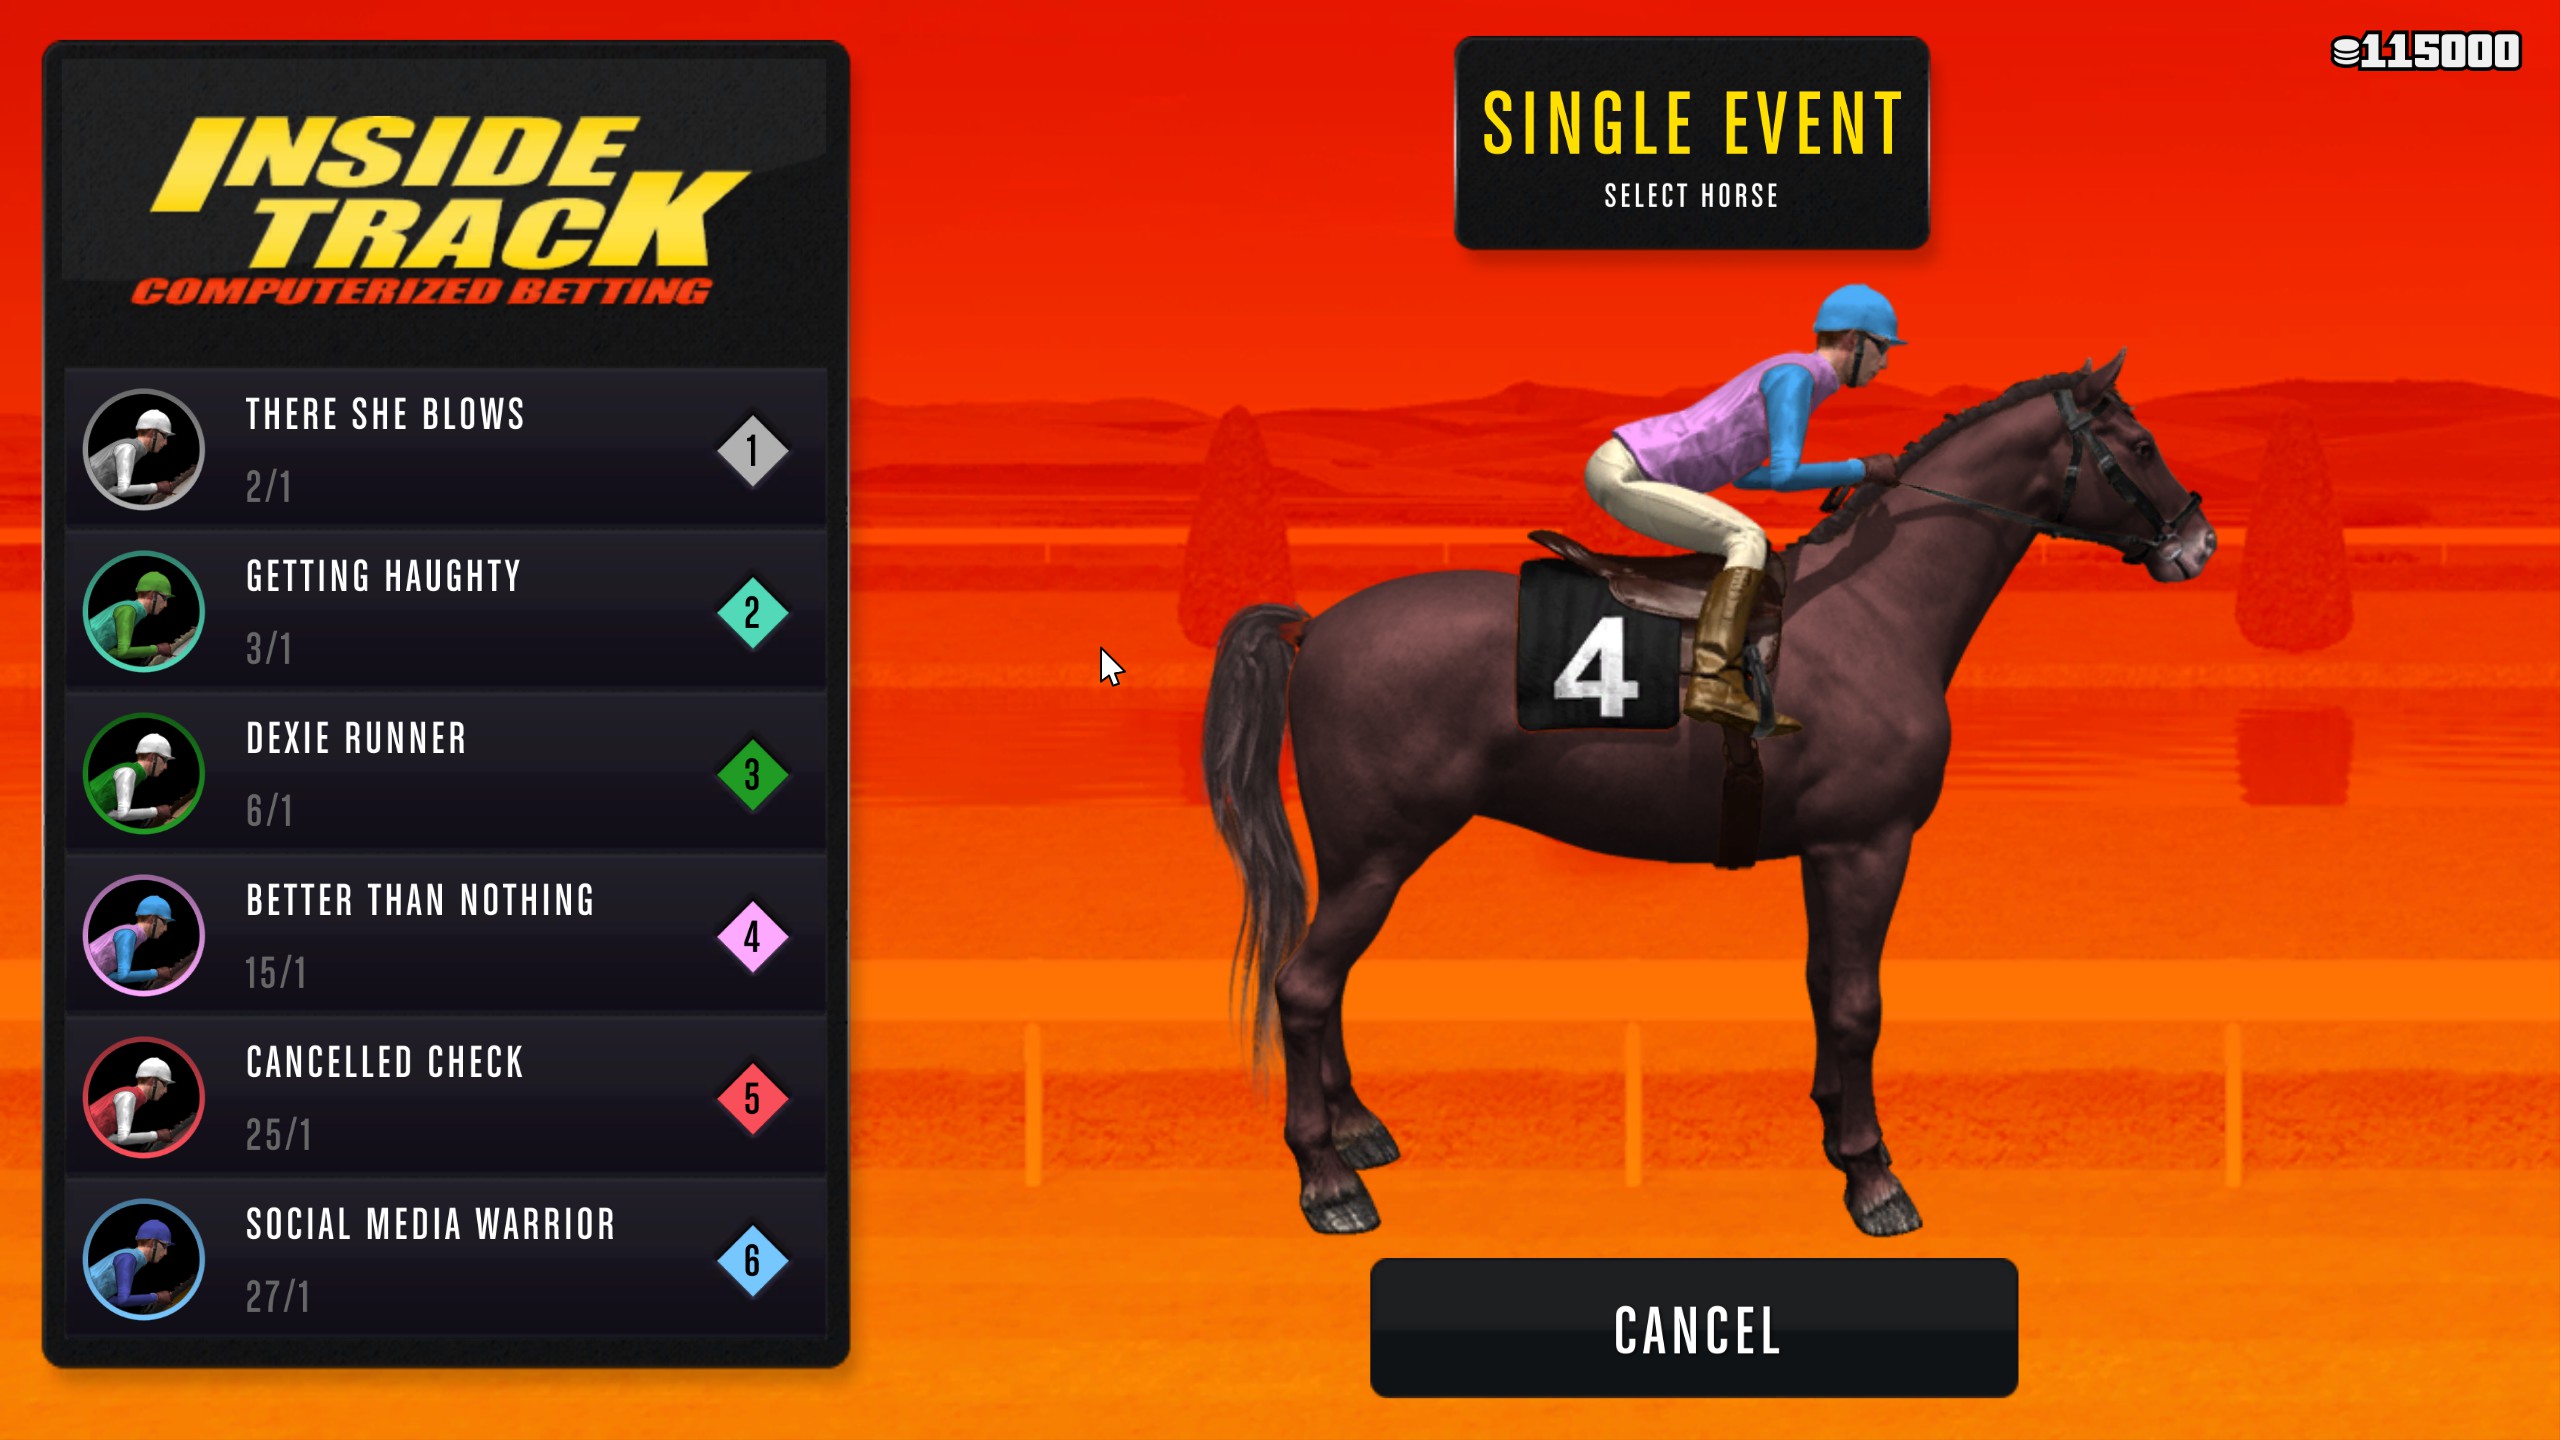 INSIDE
TRACK
COMPUTERIZED BETTING
THERE SHE BLOWS
2/1
1
GETTING HAUGHTY
3/1
2
DEXIE RUNNER
6/1
3
BETTER THAN NOTHING
15/1
4
CANCELLED CHECK
25/1
5
SOCIAL MEDIA WARRIOR
27/1
6
SINGLE EVENT
SELECT HORSE
115000
4
CANCEL